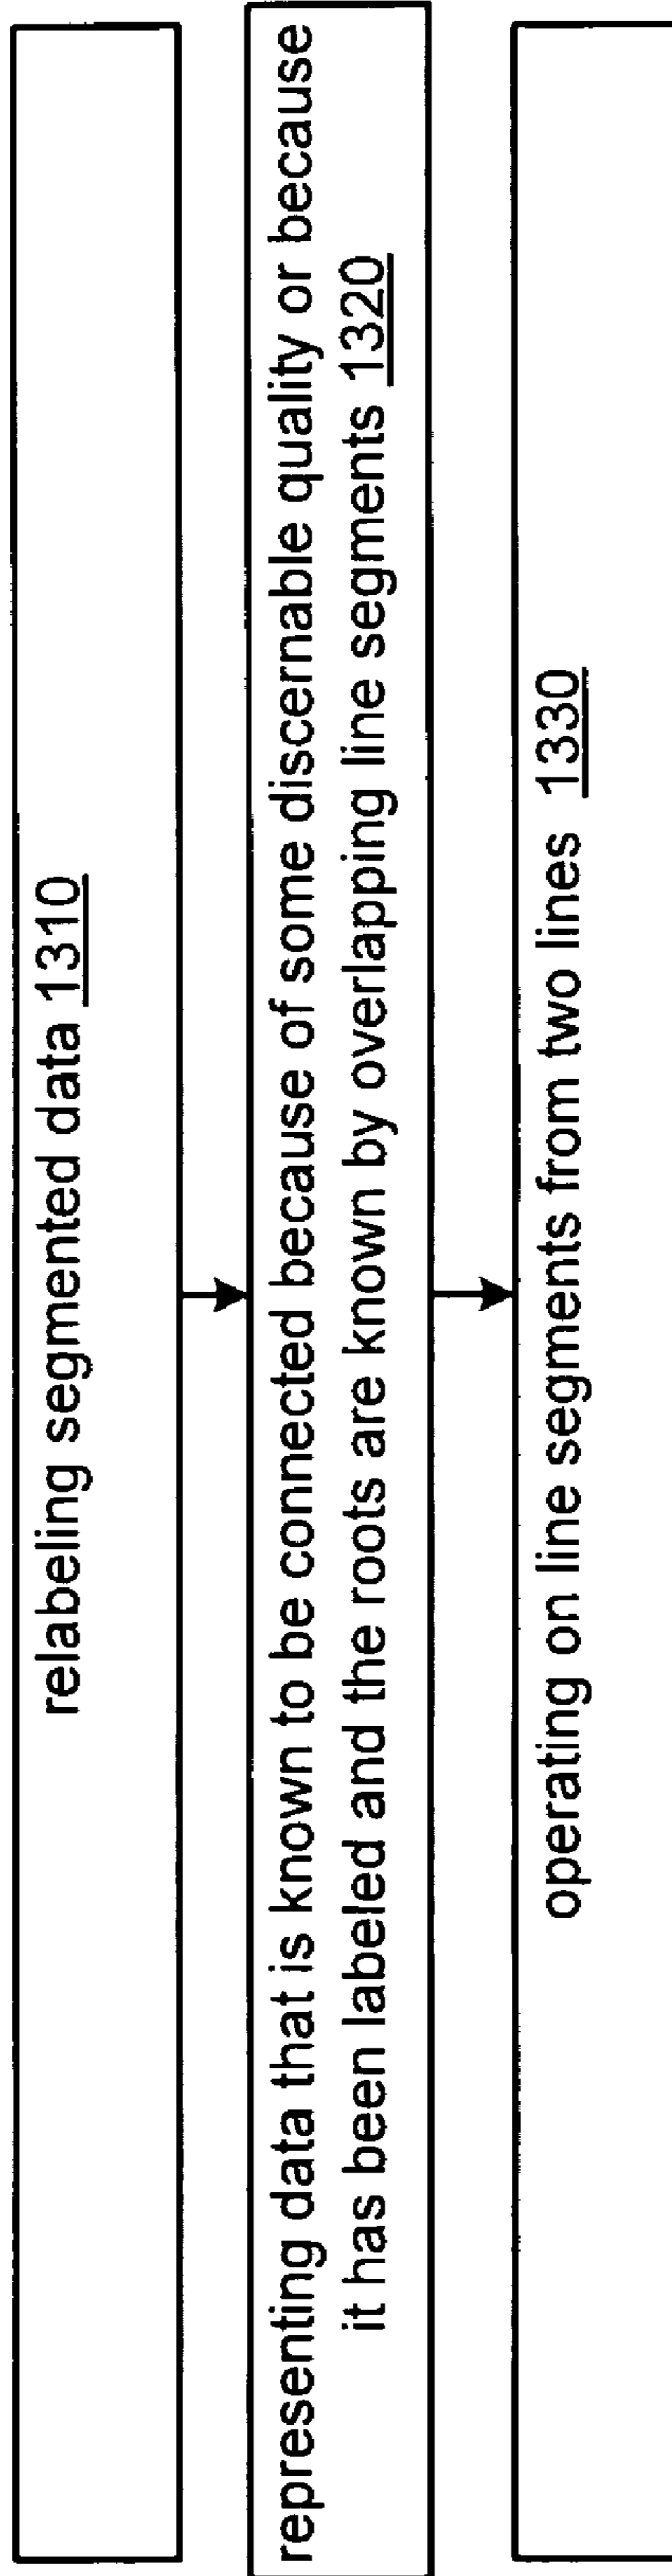 relabeling segmented data 1310
representing data that is known to be connected because of some discernable quality or because
it has been labeled and the roots are known by overlapping line segments 1320
operating on line segments from two lines 1330